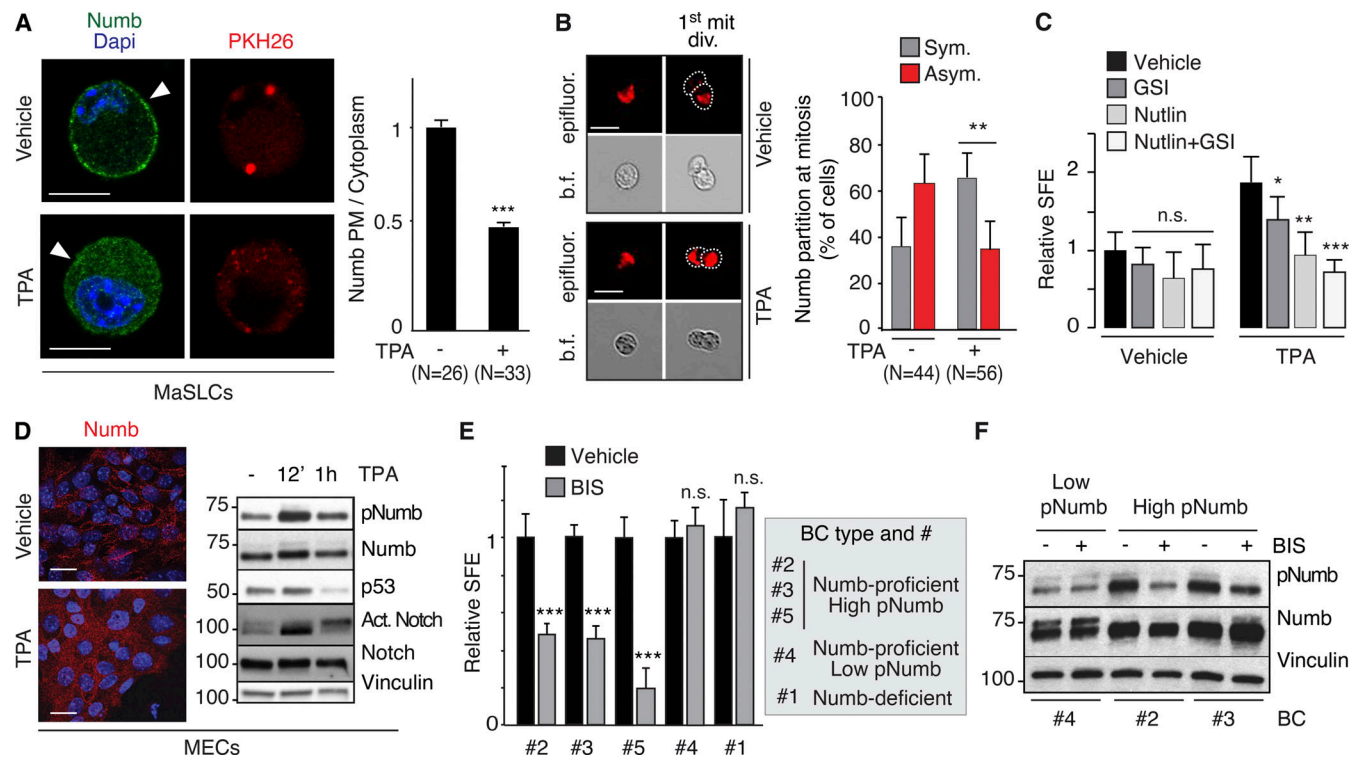 A
Numb
Dapi
PKH26
Vehicle
TPA
MaSLCs
Numb PM / Cytoplasm
1
0.5
0
***
TPA
- +
(N=26) (N=33)
B
1st mit
div.
epifluor.
b.f.
Vehicle
epifluor.
b.f.
TPA
Sym.
Asym.
Numb partition at mitosis
(% of cells)
100
80
60
40
20
0
**
TPA - +
(N=44) (N=56)
C
Vehicle
GSI
Nutlin
Nutlin+GSI
Relative SFE
2
1
0
n.s.
*
**
***
Vehicle TPA
D
Numb
Vehicle
TPA
- 12' 1h TPA
75 pNumb
75 Numb
50 p53
100 Act. Notch
100 Notch
100 Vinculin
MECs
E
Vehicle
BIS
Relative SFE
1
0
***
***
***
n.s.
n.s.
#2 #3 #5 #4 #1
BC type and #
#2
#3 Numb-proficient
#5 High pNumb
#4 Numb-proficient
Low pNumb
#1 Numb-deficient
F
Low
pNumb
High pNumb
- + - + - + BIS
75 pNumb
75 Numb
100 Vinculin
#4 #2 #3 BC